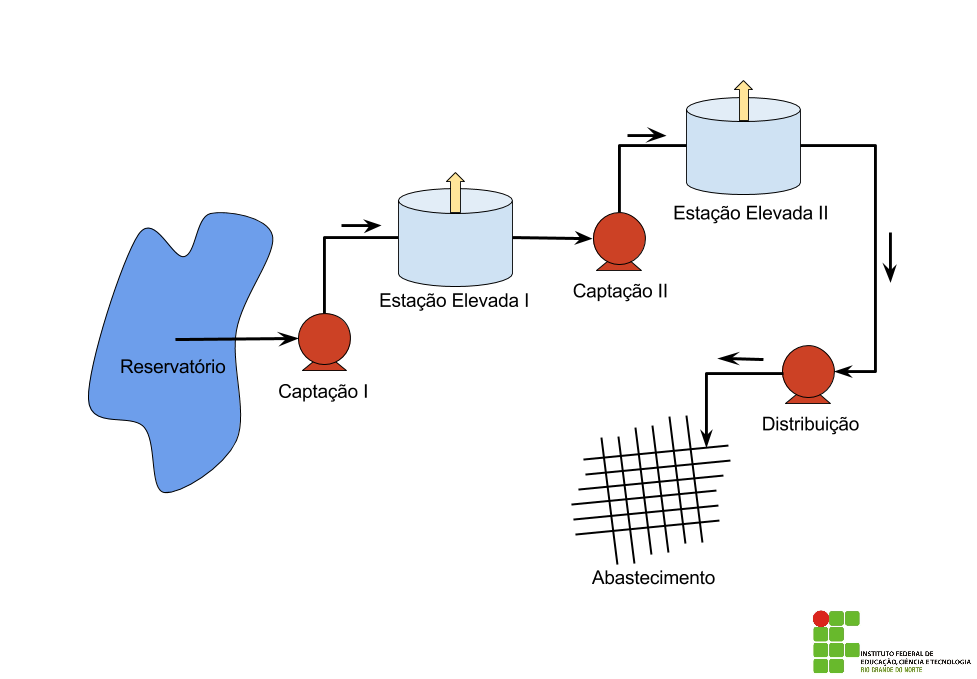 Estação Elevada II
Estação Elevada I
Captação II
Reservatório
Captação I
Distribuição
Abastecimento
INSTITUTO FEDERAL DE
EDUCAÇÃO, CIÊNCIA E TECNOLOGIA
RIO GRANDE DO NORTE